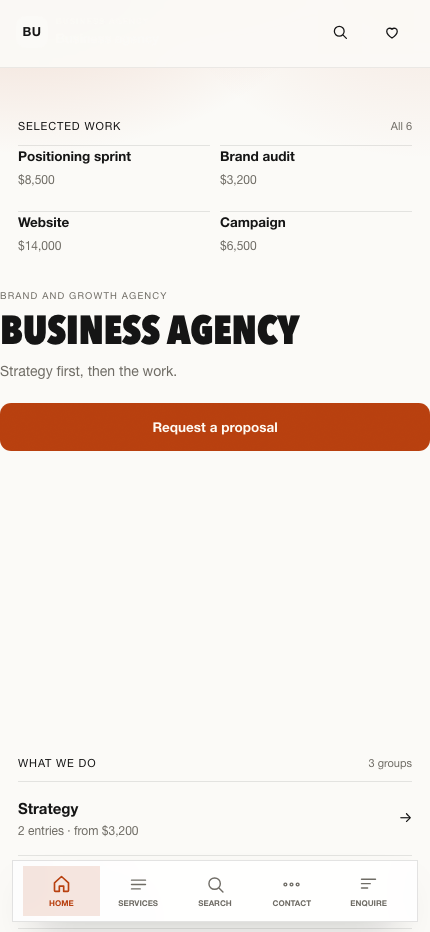 BU
SELECTED WORK All 6
Positioning sprint Brand audit
$8,500 $3,200
Website Campaign
$14,000 $6,500
BRAND AND GROWTH AGENCY
BUSINESS AGENCY
Strategy first, then the work.
Request a proposal
WHAT WE DO 3 groups
Strategy
2 entries · from $3,200
HOME SERVICES SEARCH CONTACT ENQUIRE